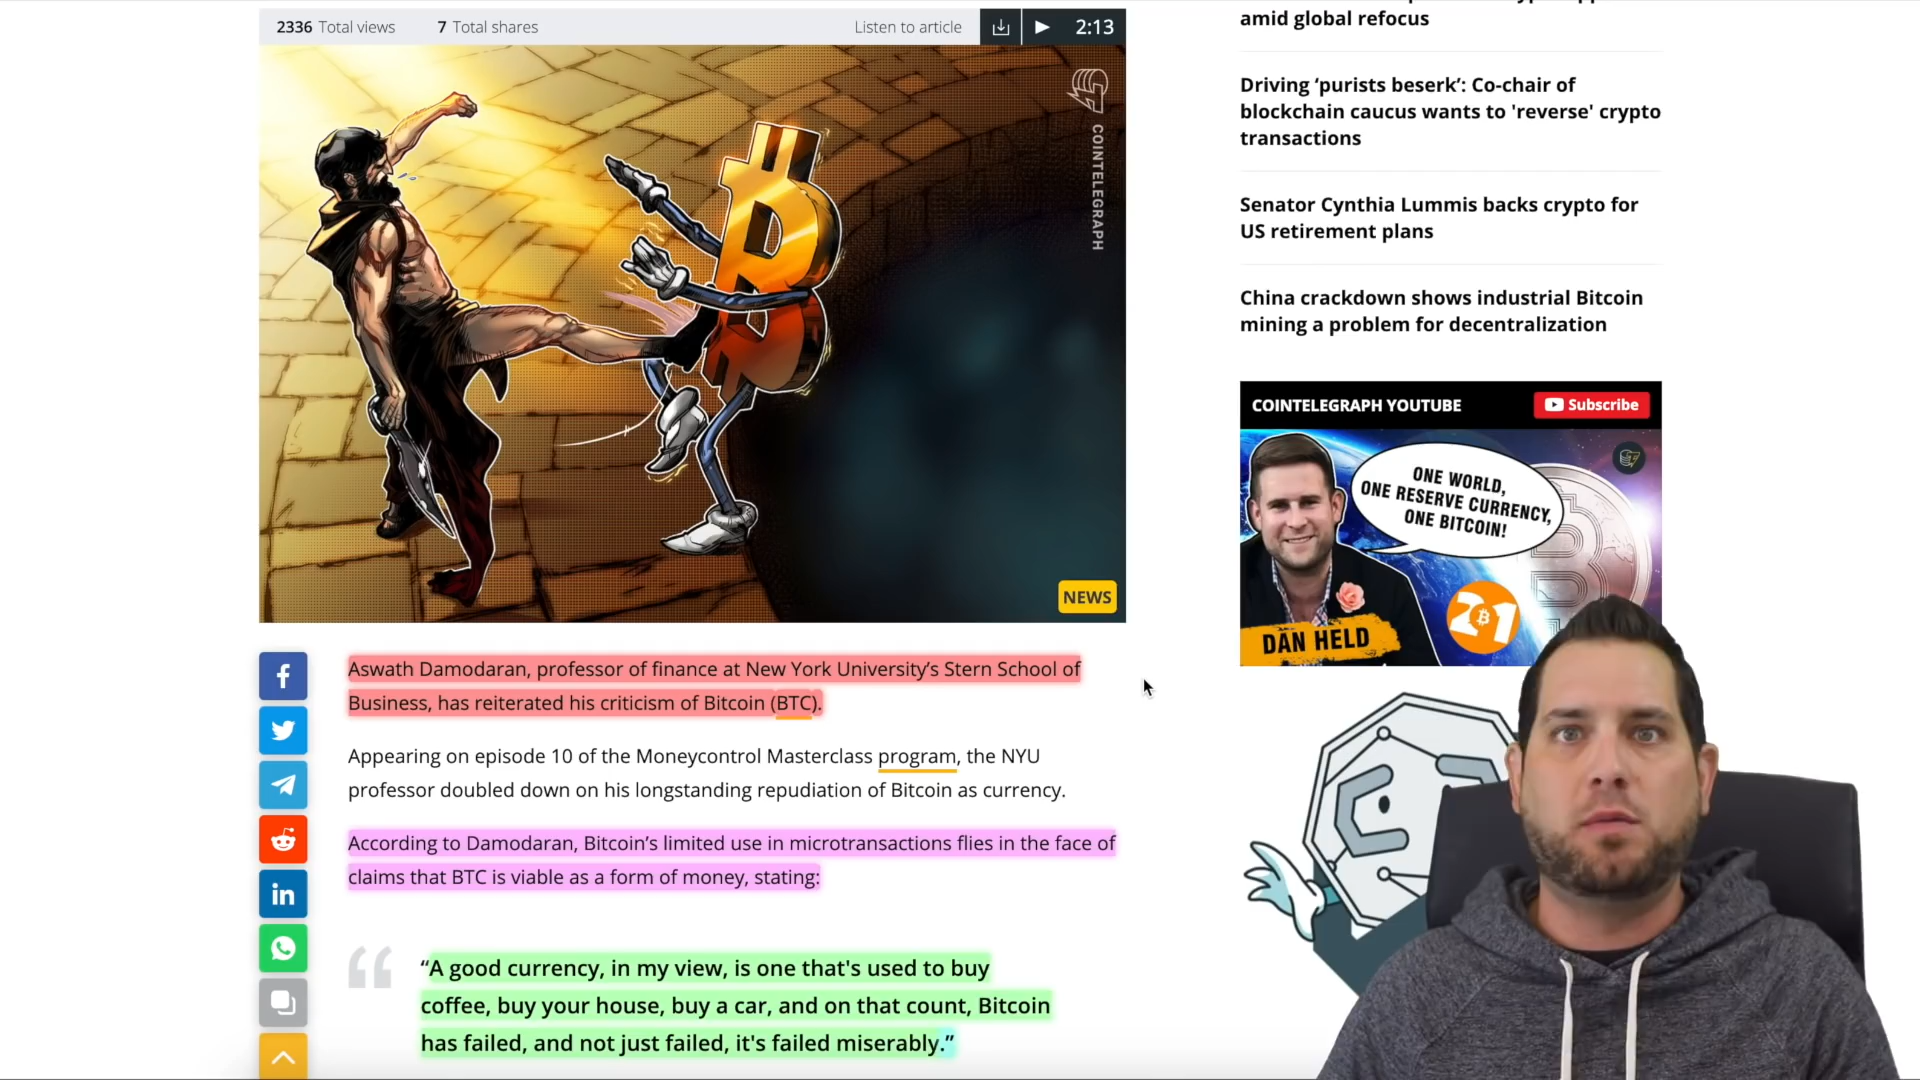 2336 Total views
7 Total shares
Listen to article
2:13
COINTELEGRAPH
NEWS
Aswath Damodaran, professor of finance at New York University’s Stern School of
Business, has reiterated his criticism of Bitcoin (BTC).
Appearing on episode 10 of the Moneycontrol Masterclass program, the NYU
professor doubled down on his longstanding repudiation of Bitcoin as currency.
According to Damodaran, Bitcoin’s limited use in microtransactions flies in the face of
claims that BTC is viable as a form of money, stating:
“A good currency, in my view, is one that's used to buy
coffee, buy your house, buy a car, and on that count, Bitcoin
has failed, and not just failed, it's failed miserably.”
amid global refocus
Driving ‘purists beserk’: Co-chair of
blockchain caucus wants to 'reverse' crypto
transactions
Senator Cynthia Lummis backs crypto for
US retirement plans
China crackdown shows industrial Bitcoin
mining a problem for decentralization
COINTELEGRAPH YOUTUBE
Subscribe
ONE WORLD,
ONE RESERVE CURRENCY,
ONE BITCOIN!
21
DAN HELD